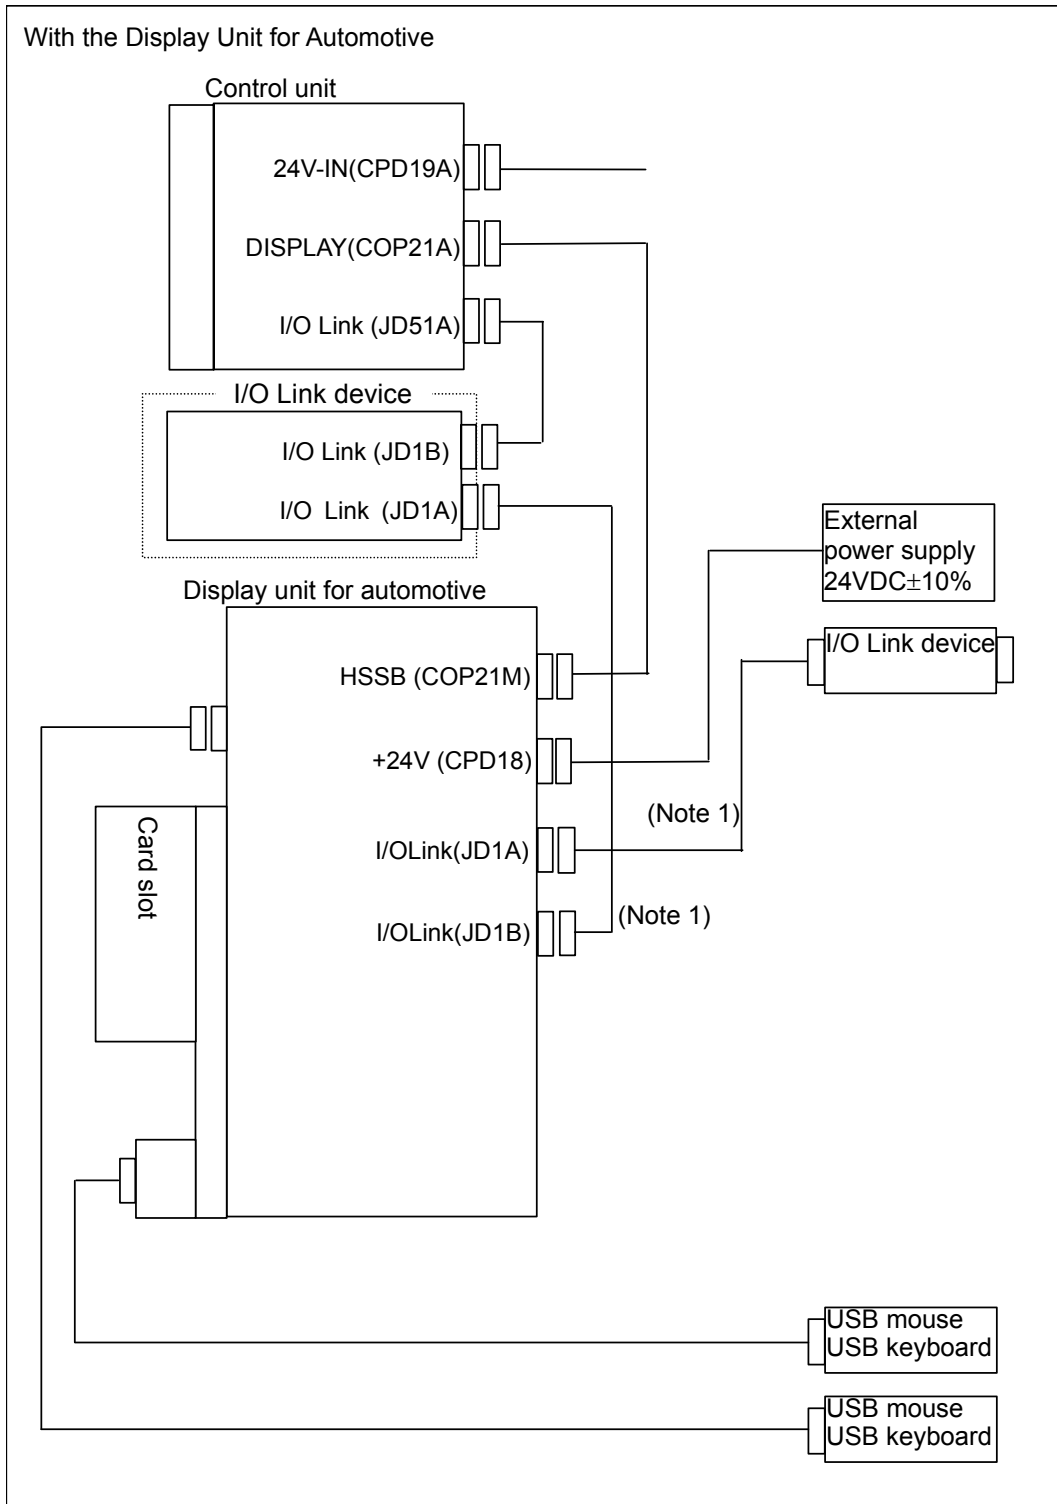 With the Display Unit for Automotive
Control unit
24V-IN(CPD19A)
DISPLAY(COP21A)
I/O Link (JD51A)
I/O Link device
I/O Link (JD1B)
I/O Link (JD1A)
External
power supply
24VDC±10%
Display unit for automotive
I/O Link device
HSSB (COP21M)
+24V (CPD18)
(Note 1)
Card slot
I/OLink(JD1A)
(Note 1)
I/OLink(JD1B)
USB mouse
USB keyboard
USB mouse
USB keyboard